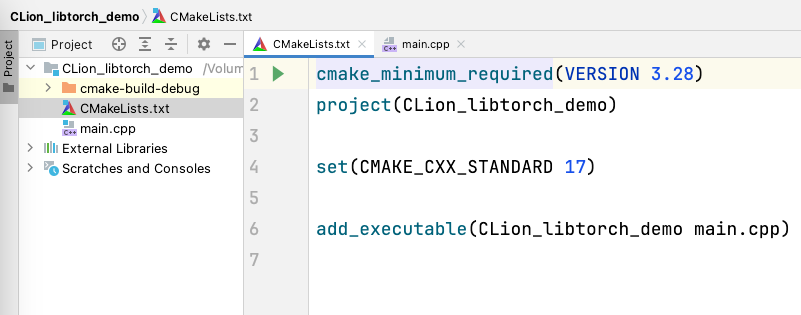 CLion_libtorch_demo CMakeLists.txt
Project
Project
CLion_libtorch_demo /Volum
cmake-build-debug
CMakeLists.txt
main.cpp
External Libraries
Scratches and Consoles
CMakeLists.txt main.cpp
1 cmake_minimum_required(VERSION 3.28)
2 project(CLion_libtorch_demo)
3
4 set(CMAKE_CXX_STANDARD 17)
5
6 add_executable(CLion_libtorch_demo main.cpp)
7